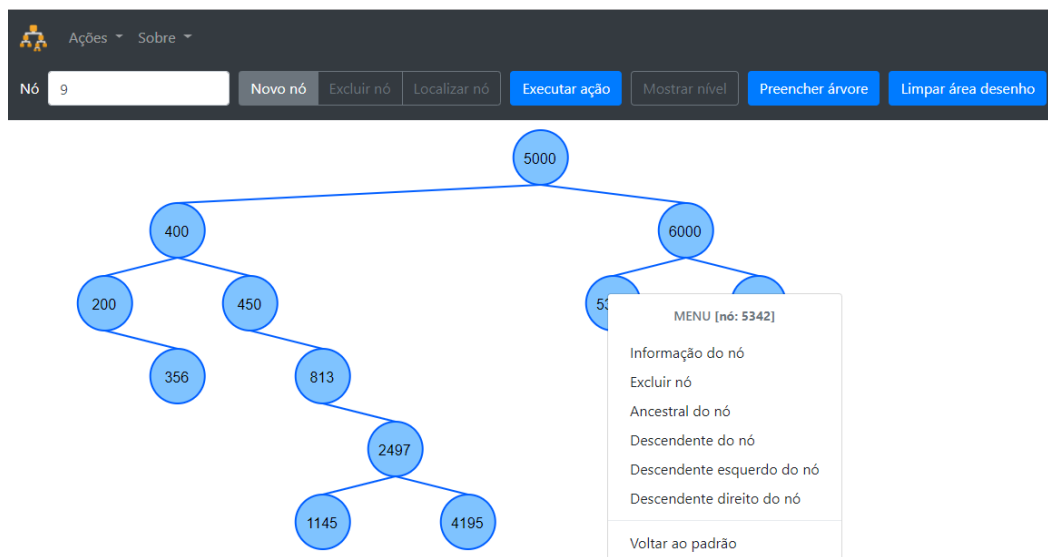 Ações Sobre
Nó 9 Novo nó Excluir nó Localizar nó Executar ação Mostrar nível Preencher árvore Limpar área desenho
5000
400 6000
200 450
MENU [nó: 5342]
Informação do nó
356 813
Excluir nó
Ancestral do nó
Descendente do nó
2497
Descendente esquerdo do nó
Descendente direito do nó
1145 4195
Voltar ao padrão